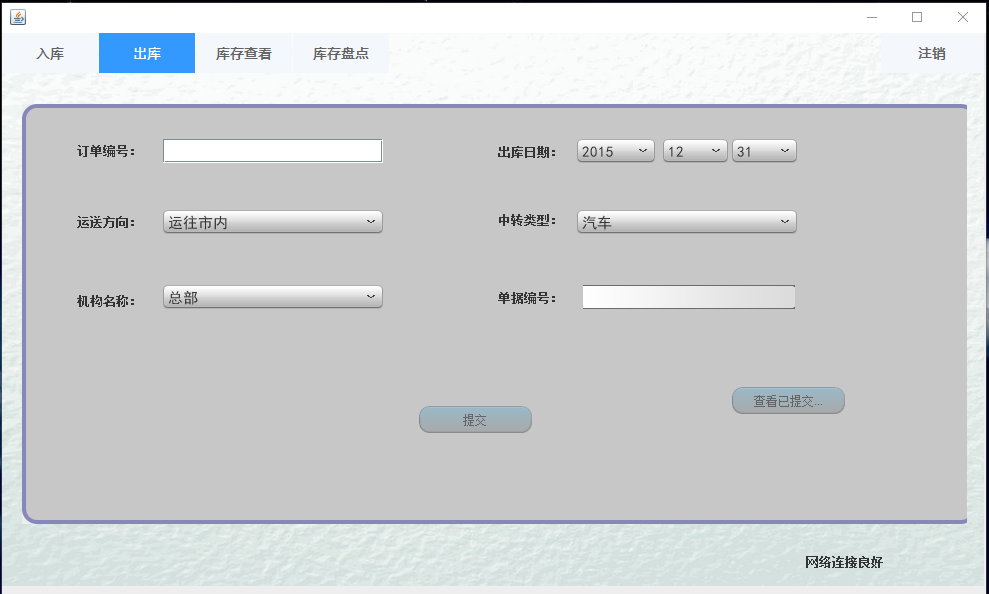 入库 出库 库存查看 库存盘点 注销
订单编号： 出库日期： 2015 12 31
运送方向： 运往市内 中转类型： 汽车
机构名称： 总部 单据编号：
查看已提交...
提交
网络连接良好